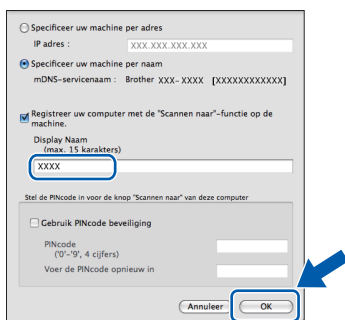 Specificeer uw machine per adres
IP adres : XXX.XXX.XXX.XXX
Specificeer uw machine per naam
mDNS-servicenaam : Brother XXX-XXXX [XXXXXXXXXXXX]
Registreer uw computer met de "Scannen naar"-functie op de
machine.
Display Naam
(max. 15 karakters)
XXXX
Stel de PINcode in voor de knop "Scannen naar" van deze computer
Gebruik PINcode beveiliging
PINcode
('0'-'9', 4 cijfers)
Voer de PINcode opnieuw in
Annuleer OK